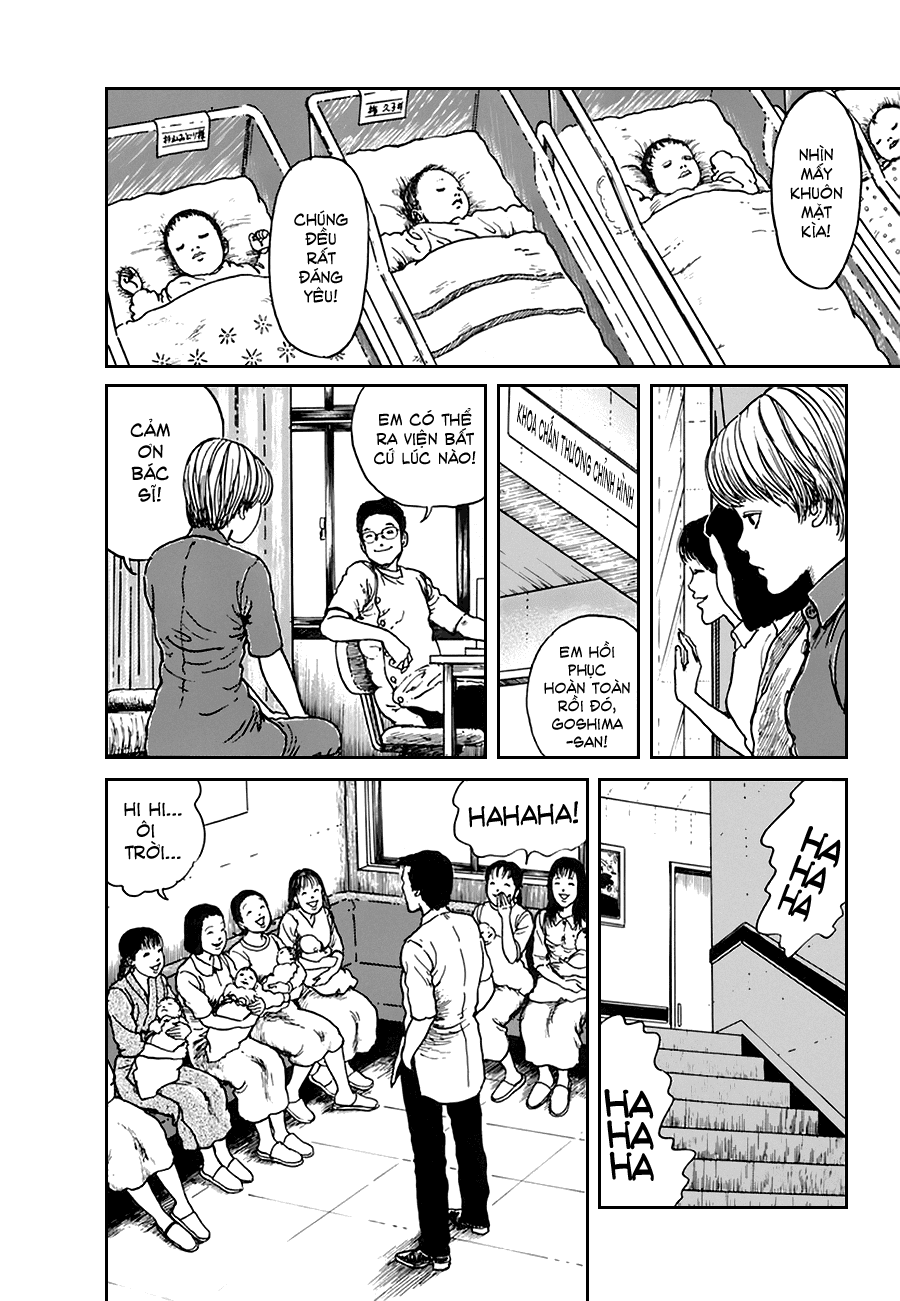 NHÌN
MẤY
KHUÔN
MẶT
KÌA!
CHÚNG
ĐỀU
RẤT
ĐÁNG
YÊU!
KHOA CHẤN THƯƠNG CHỈNH HÌNH
EM HỒI
PHỤC
HOÀN TOÀN
RỒI ĐÓ,
GOSHIMA
-SAN!
EM CÓ THỂ
RA VIỆN BẤT
CỨ LÚC NÀO!
CẢM
ƠN
BÁC
SĨ!
HA
HA
HA
HA
HA
HA
HAHAHA!
HI HI...
ÔI
TRỜI...